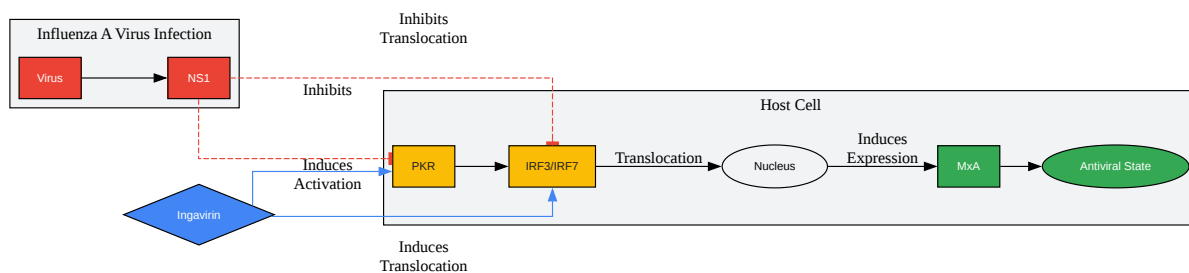 Inhibits
Translocation
Influenza A Virus Infection
Virus
NS1
Inhibits
Host Cell
Induces
Activation
PKR
IRF3/IRF7
Translocation
Nucleus
Induces
Expression
MxA
Antiviral State
Ingavirin
Induces
Translocation